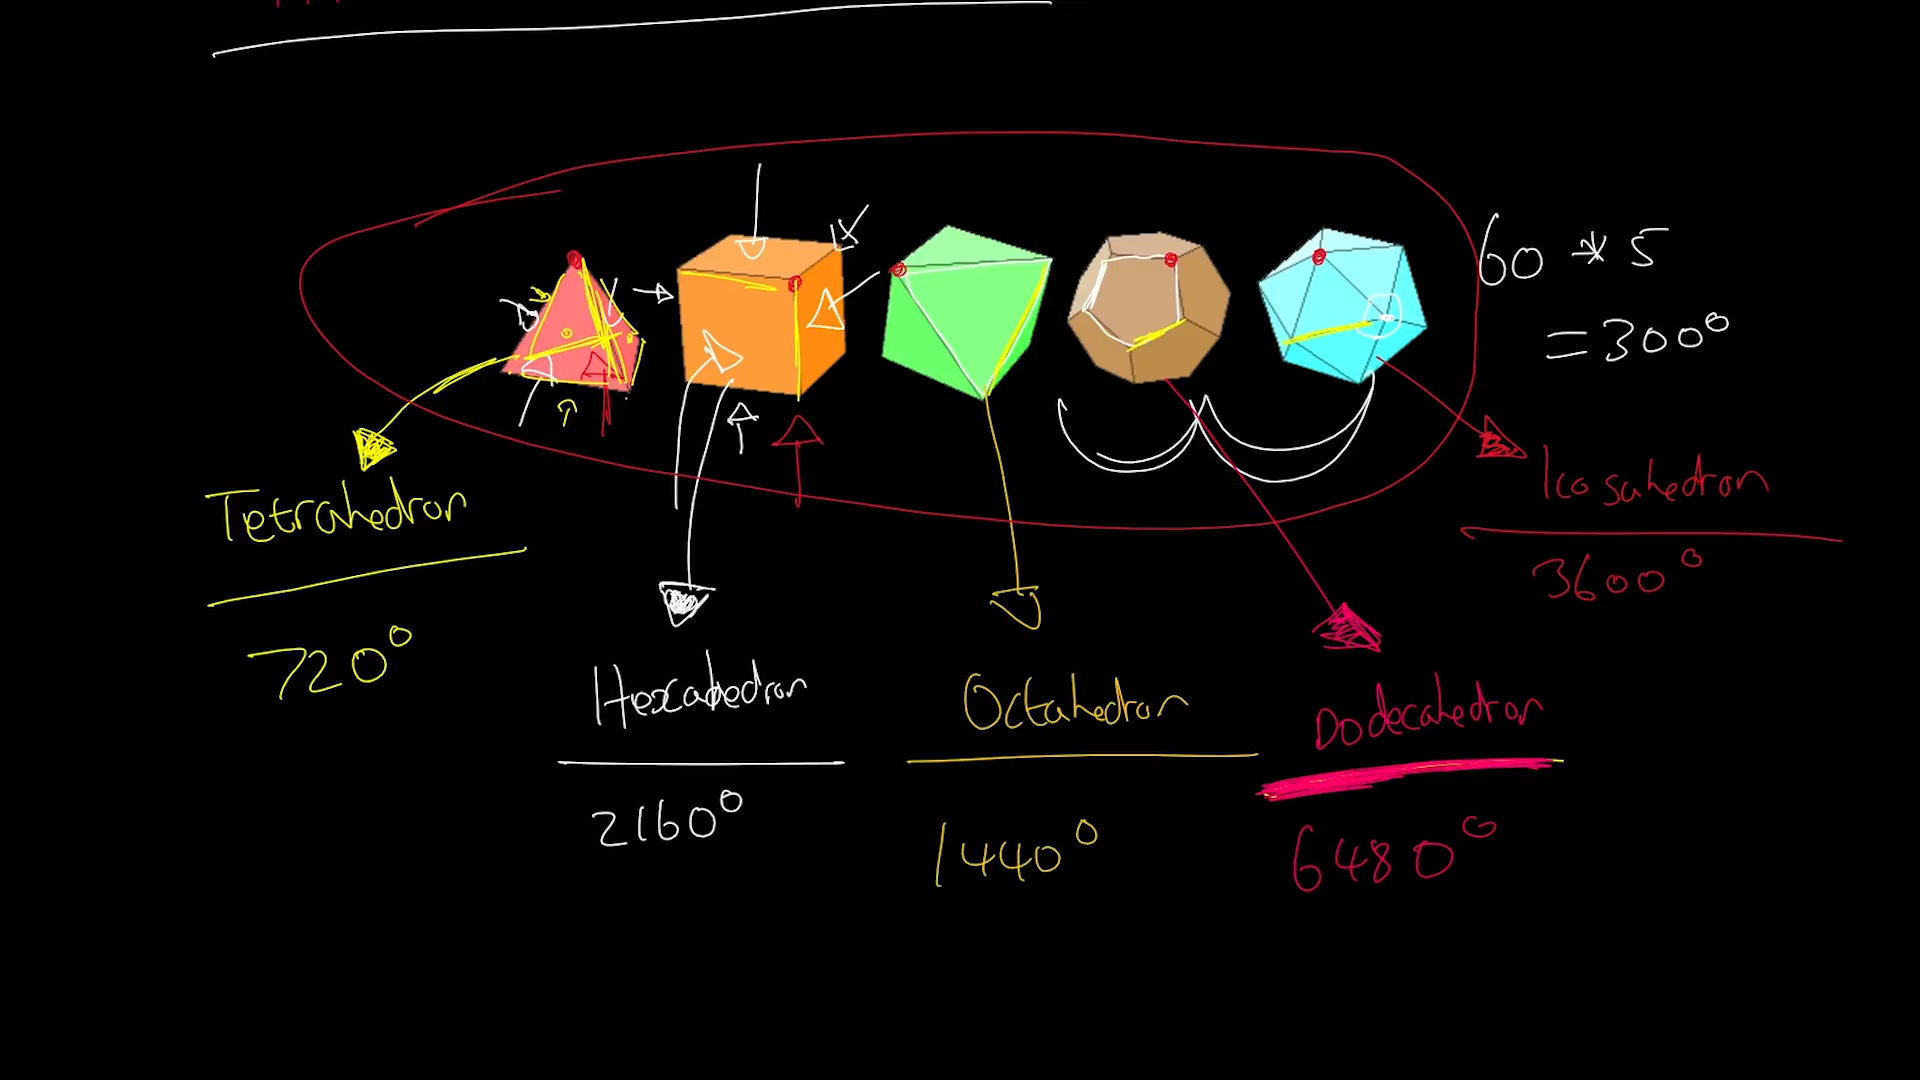 60 * 5
= 300°
Icosahedron
3600°
Tetrahedron
720°
Hexahedron
2160°
Octahedron
1440°
Dodecahedron
6480°